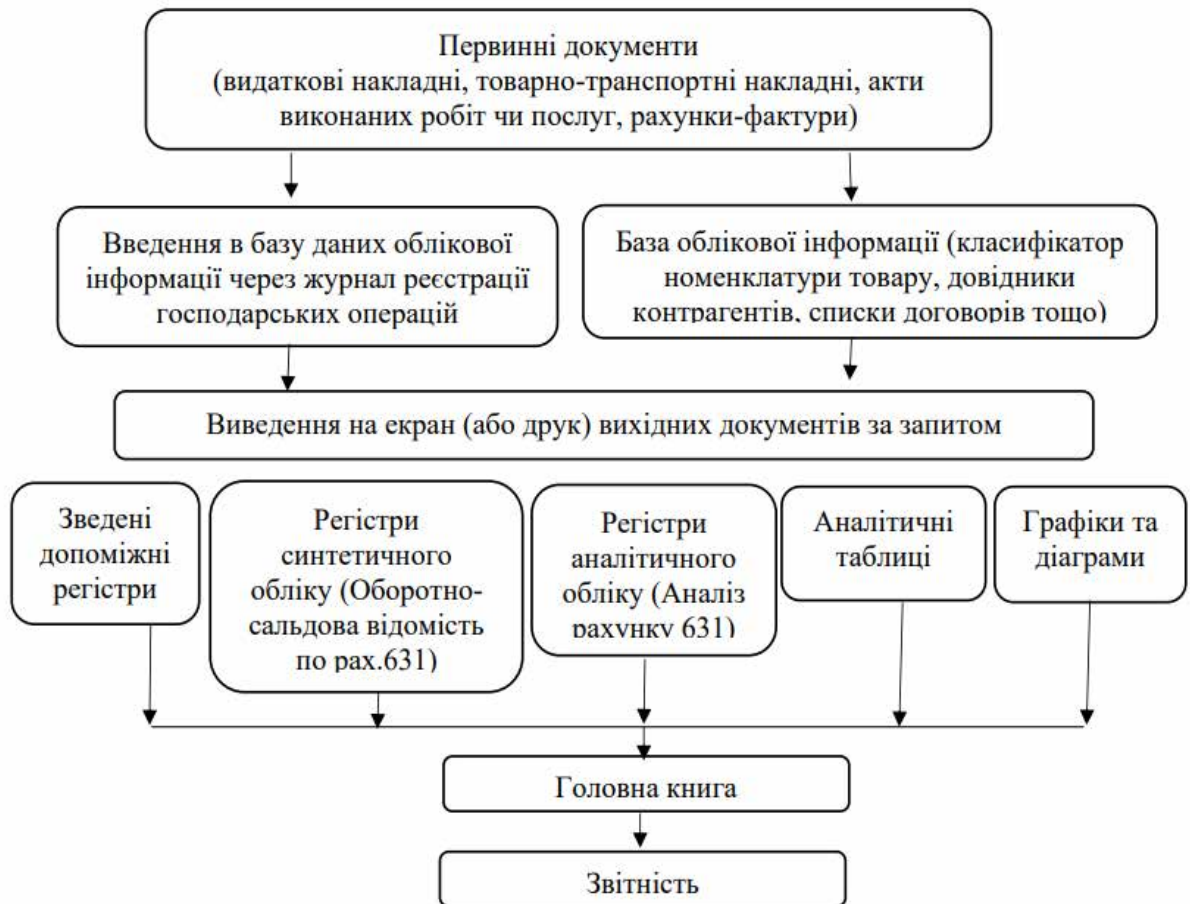 Первинні документи
(видаткові накладні, товарно-транспортні накладні, акти
виконаних робіт чи послуг, рахунки-фактури)
Введення в базу даних облікової
інформації через журнал реєстрації
господарських операцій
База облікової інформації (класифікатор
номенклатури товару, довідники
контрагентів, списки договорів тощо)
Виведення на екран (або друк) вихідних документів за запитом
Зведені
допоміжні
регістри
Регістри
синтетичного
обліку (Оборотно-
сальдова відомість
по рах.631)
Регістри
аналітичного
обліку (Аналіз
рахунку 631)
Аналітичні
таблиці
Графіки та
діаграми
Головна книга
Звітність